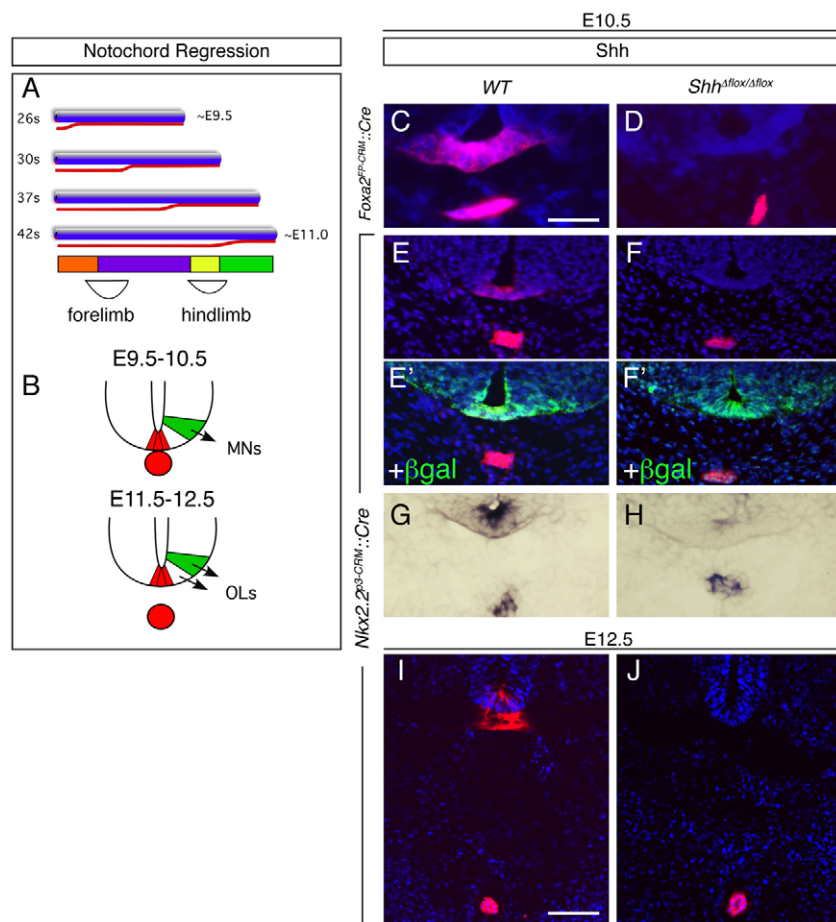 E10.5
Notochord Regression
Shh
WT
Shh^Δflox/Δflox
A
26s
~E9.5
30s
37s
42s
~E11.0
forelimb
hindlimb
B
E9.5-10.5
MNs
E11.5-12.5
OLs
Foxa2^FP-CRM::Cre
C
D
Nkx2.2^p3-CRM::Cre
E
F
E'
F'
+βgal
+βgal
G
H
E12.5
I
J